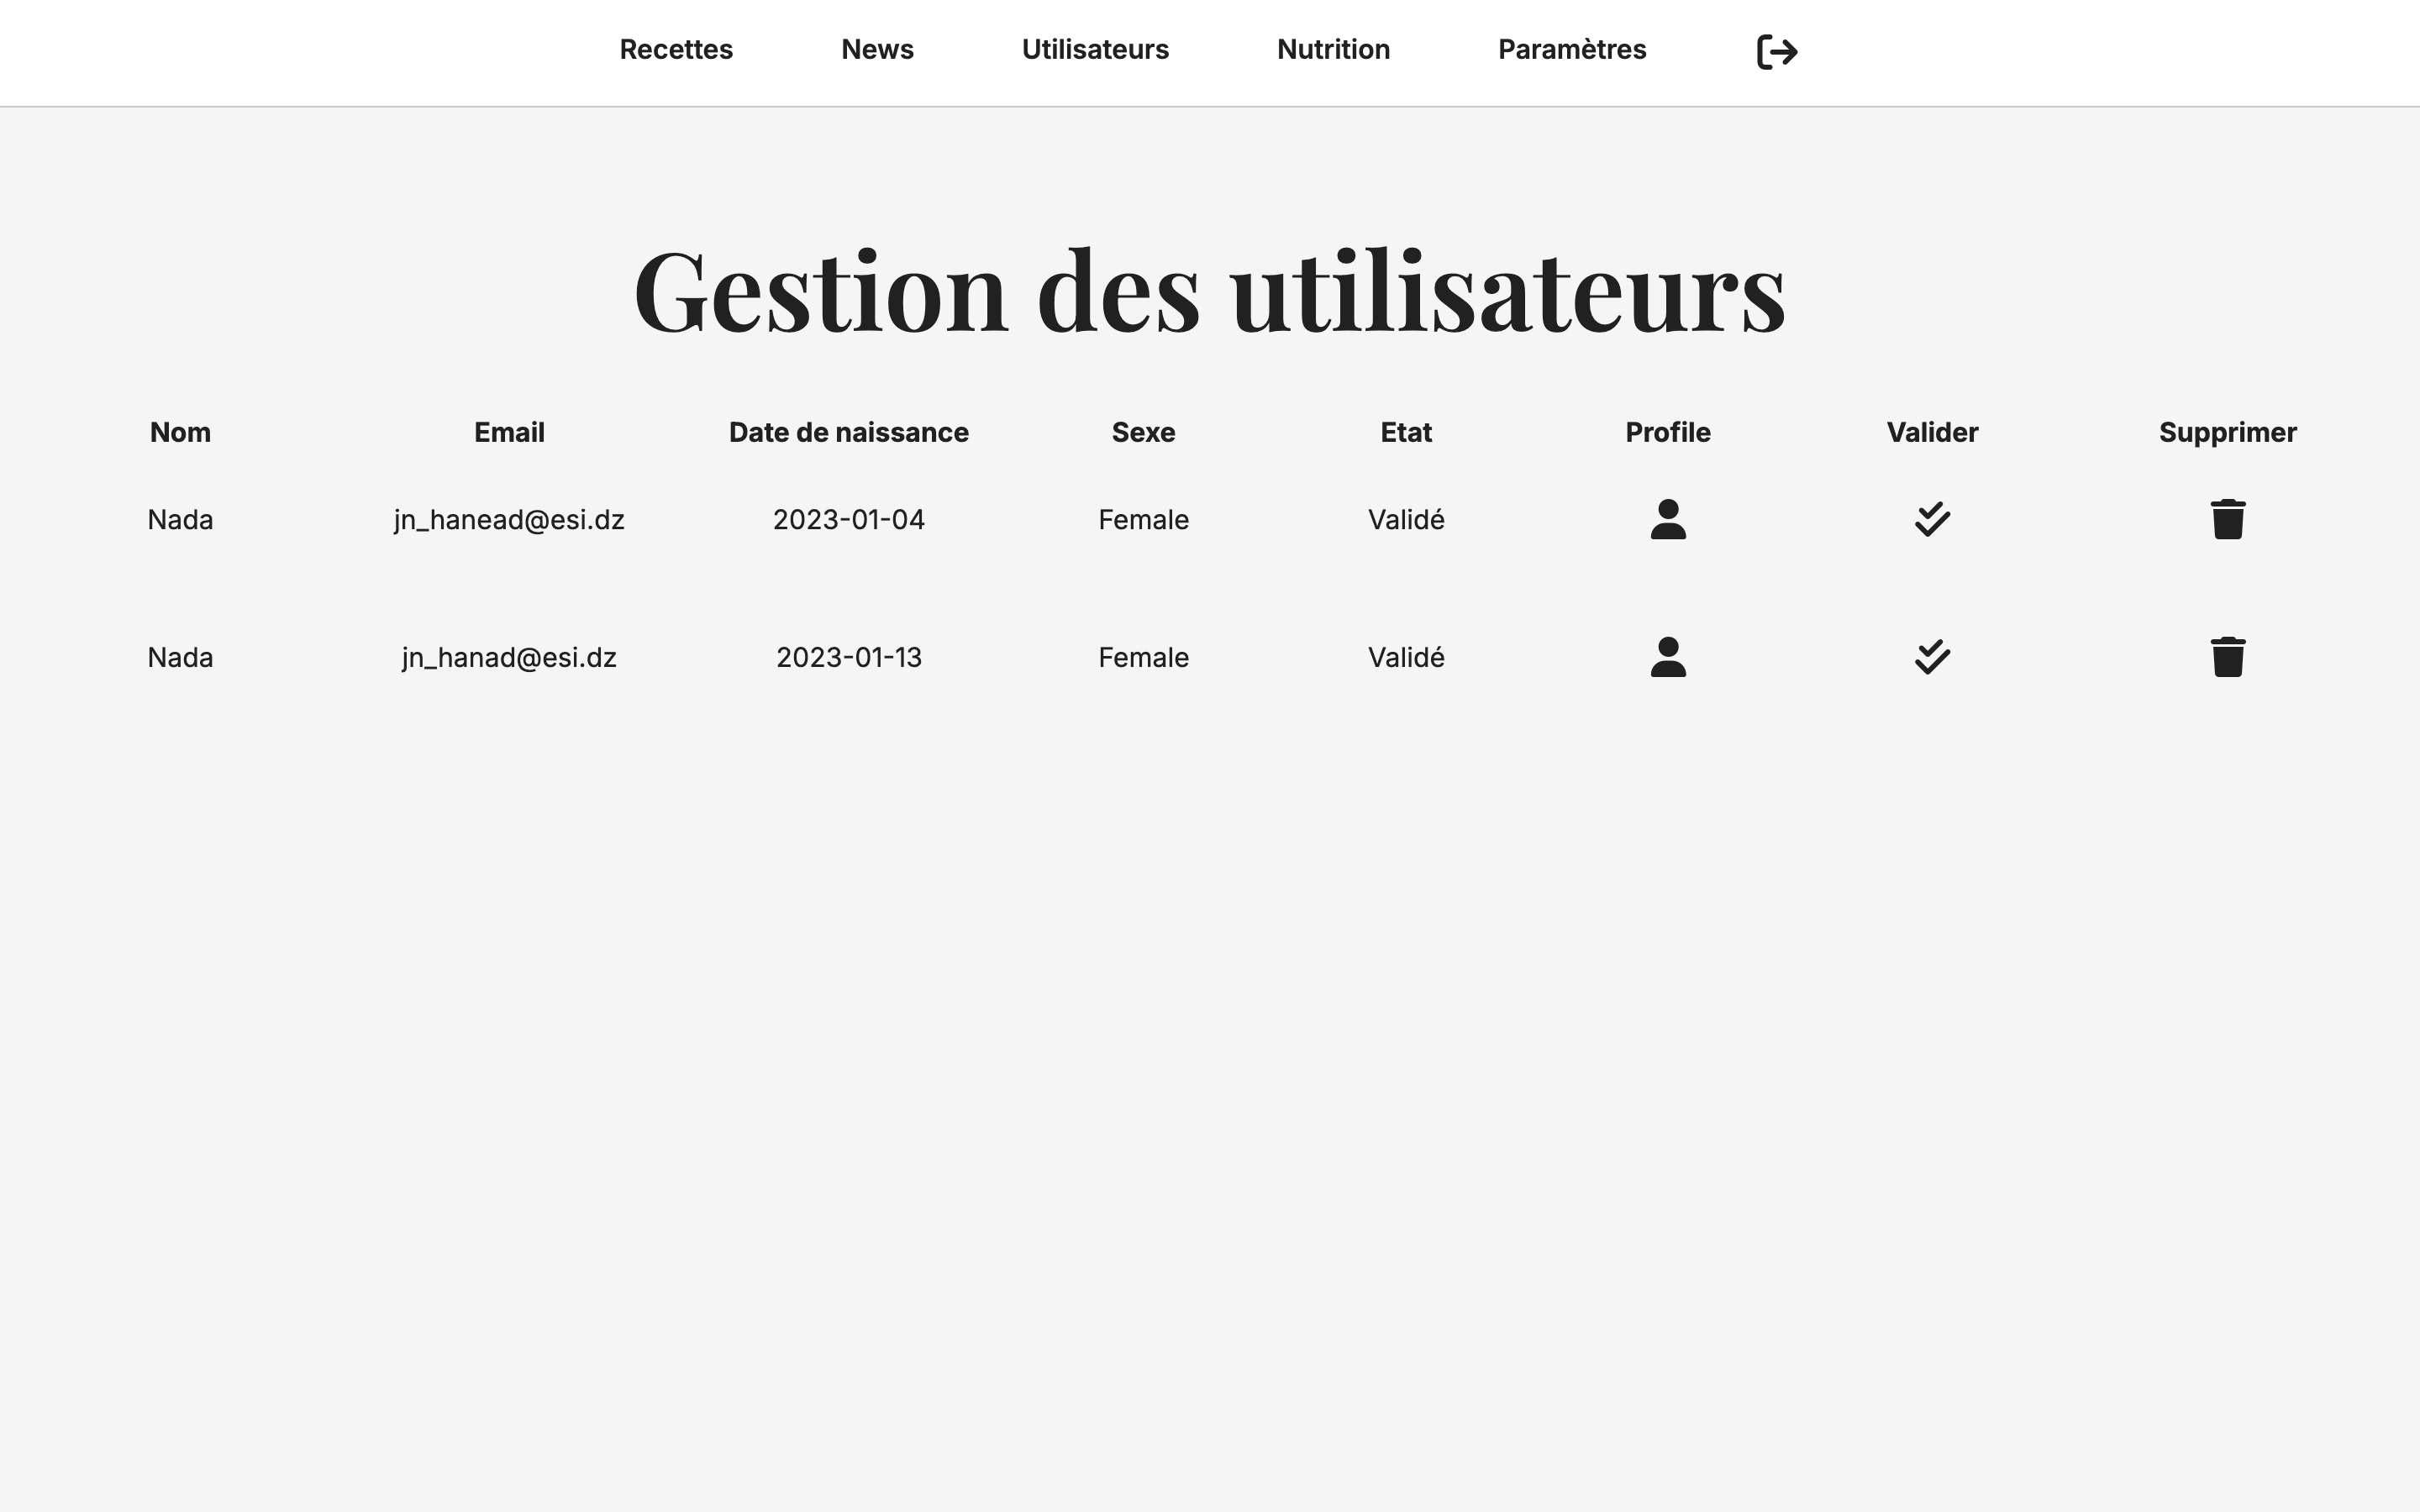 Recettes News Utilisateurs Nutrition Paramètres
Gestion des utilisateurs
Nom Email Date de naissance Sexe Etat Profile Valider Supprimer
Nada jn_hanead@esi.dz 2023-01-04 Female Validé
Nada jn_hanad@esi.dz 2023-01-13 Female Validé